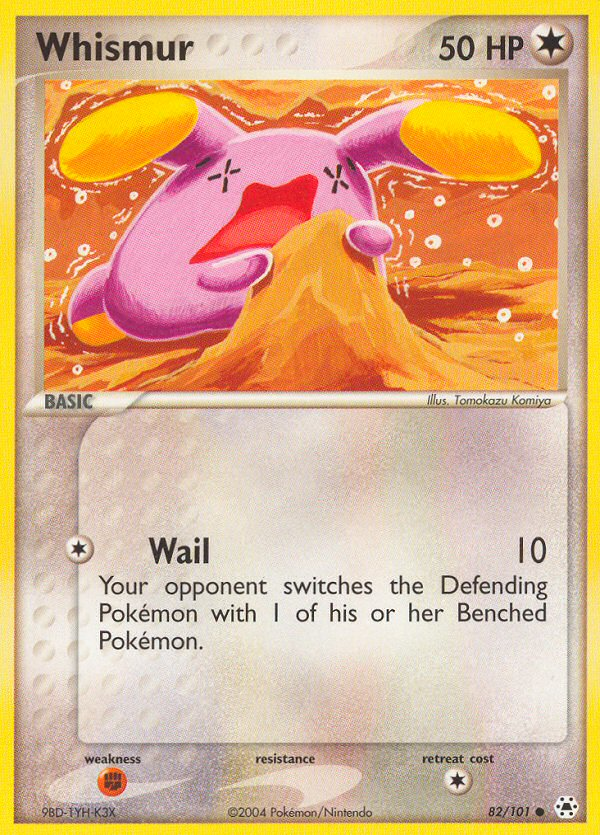 Whismur
50 HP
BASIC
Illus. Tomokazu Komiya
Wail 10
Your opponent switches the Defending
Pokémon with 1 of his or her Benched
Pokémon.
weakness resistance retreat cost
9BD-1YH-K3X ©2004 Pokémon/Nintendo 82/101